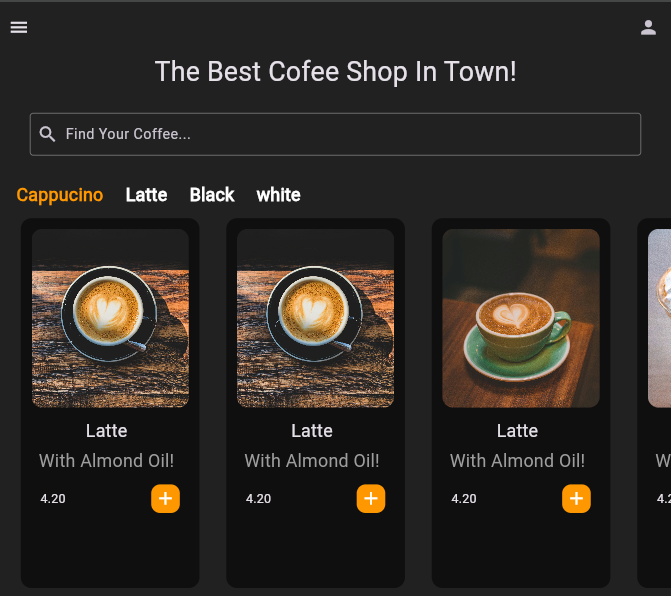 The Best Cofee Shop In Town!
Find Your Coffee...
Cappucino Latte Black white
Latte Latte Latte
With Almond Oil! With Almond Oil! With Almond Oil! W
4.20 4.20 4.20 4.2